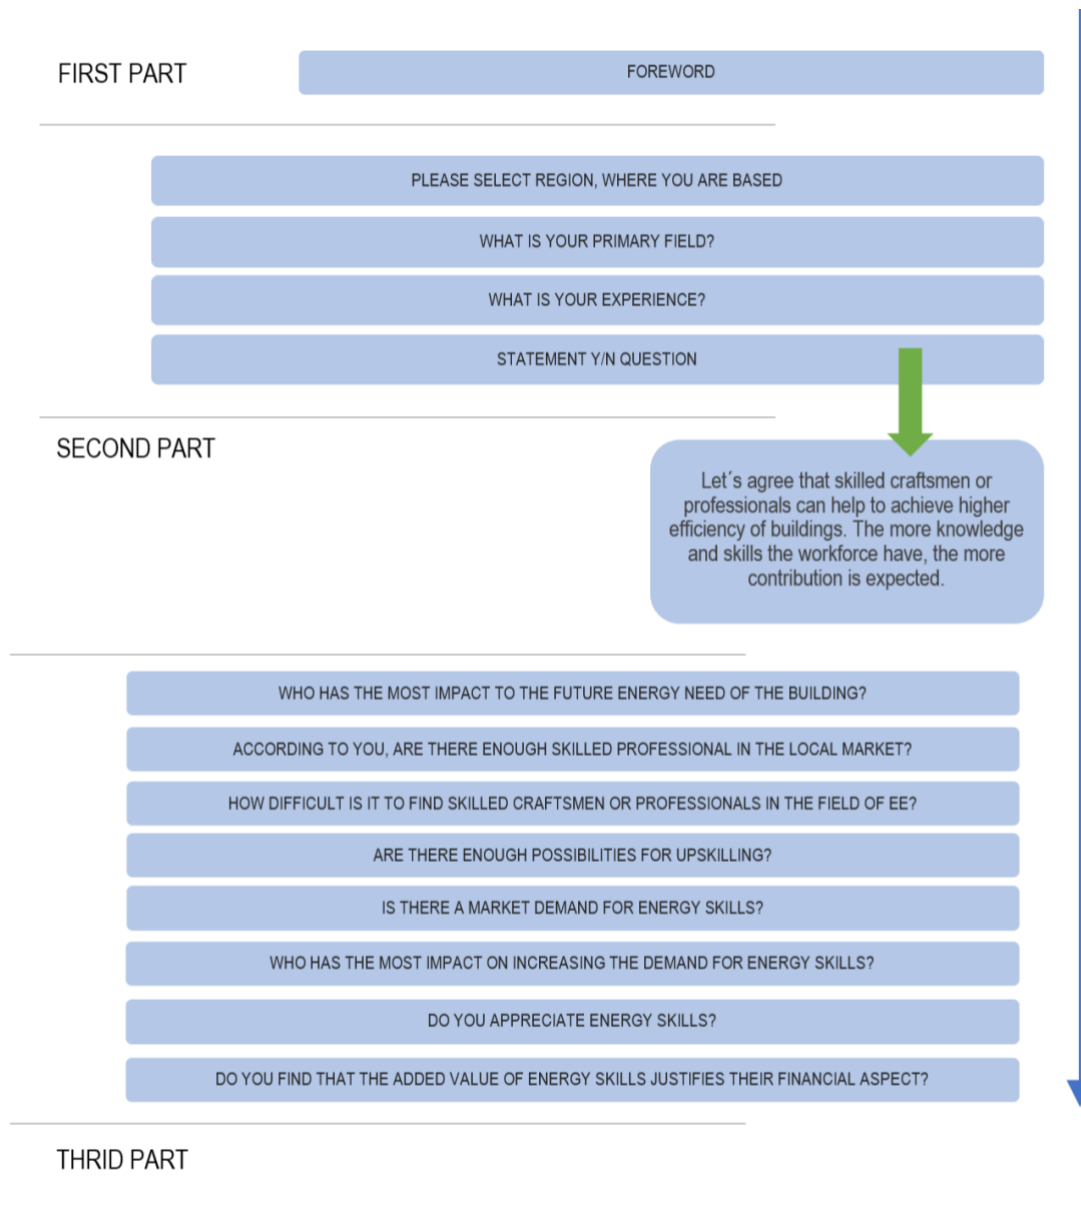 FIRST PART
FOREWORD
PLEASE SELECT REGION, WHERE YOU ARE BASED
WHAT IS YOUR PRIMARY FIELD?
WHAT IS YOUR EXPERIENCE?
STATEMENT Y/N QUESTION
SECOND PART
Let´s agree that skilled craftsmen or
professionals can help to achieve higher
efficiency of buildings. The more knowledge
and skills the workforce have, the more
contribution is expected.
WHO HAS THE MOST IMPACT TO THE FUTURE ENERGY NEED OF THE BUILDING?
ACCORDING TO YOU, ARE THERE ENOUGH SKILLED PROFESSIONAL IN THE LOCAL MARKET?
HOW DIFFICULT IS IT TO FIND SKILLED CRAFTSMEN OR PROFESSIONALS IN THE FIELD OF EE?
ARE THERE ENOUGH POSSIBILITIES FOR UPSKILLING?
IS THERE A MARKET DEMAND FOR ENERGY SKILLS?
WHO HAS THE MOST IMPACT ON INCREASING THE DEMAND FOR ENERGY SKILLS?
DO YOU APPRECIATE ENERGY SKILLS?
DO YOU FIND THAT THE ADDED VALUE OF ENERGY SKILLS JUSTIFIES THEIR FINANCIAL ASPECT?
THRID PART